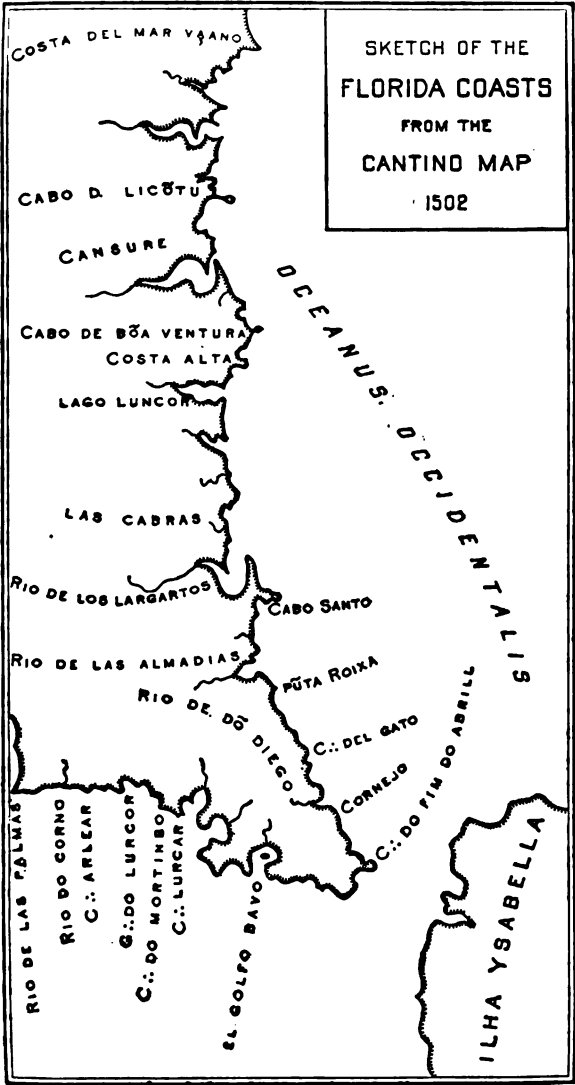 SKETCH OF THE
FLORIDA COASTS
FROM THE
CANTINO MAP
1502
COSTA DEL MAR VAANO
CABO D. LICÕTU
CANSURE
OCEANUS. OCCIDENTALIS
CABO DE BÕA VENTURA
COSTA ALTA
LAGO LUNCOR
LAS CABRAS
RIO DE LOS LARGARTOS
CABO SANTO
RIO DE LAS ALMADIAS
PŨTA ROIXA
RIO DE. DÕ DIEGO
C.: DEL GATO
CORNEJO
C.: DO FIM DO ABRILL
RIO DE LAS PALMAS
RIO DO CORNO
C.: ARLEAR
G.: DO LURCOR
C.: DO MORTINBO
C.: LURCAR
EL GOLFO BAVO
ILHA YSABELLA